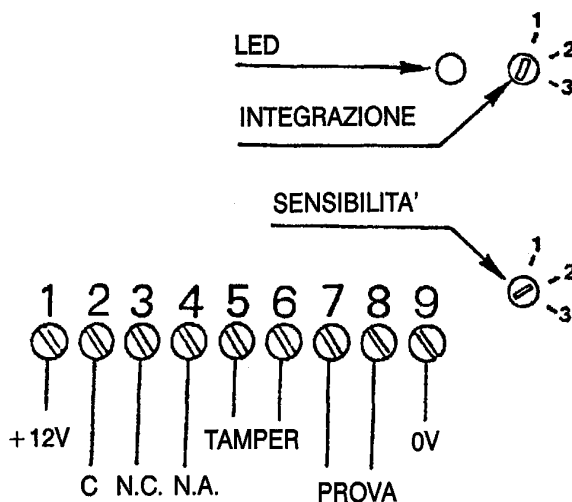 LED
1
2
3
INTEGRAZIONE
SENSIBILITA'
1
2
3
1 2 3 4 5 6 7 8 9
+12V
TAMPER
0V
C N.C. N.A.
PROVA